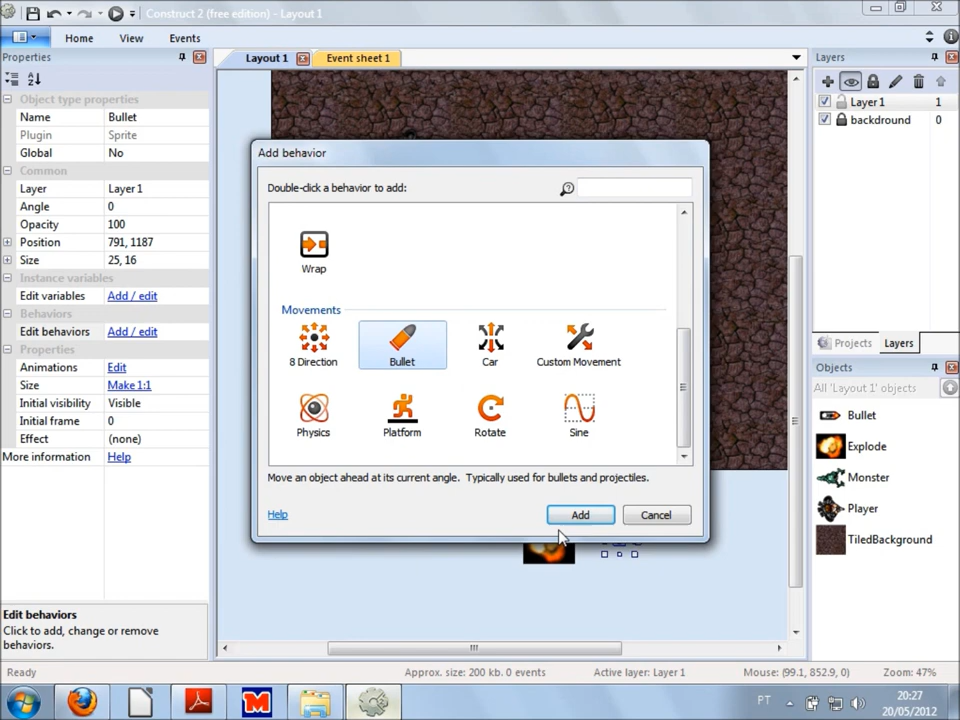 Construct 2 (free edition) - Layout 1
Home
View
Events
Properties
Object type properties
Name Bullet
Plugin Sprite
Global No
Common
Layer Layer 1
Angle 0
Opacity 100
Position 791, 1187
Size 25, 16
Instance variables
Edit variables Add / edit
Behaviors
Edit behaviors Add / edit
Properties
Animations Edit
Size Make 1:1
Initial visibility Visible
Initial frame 0
Effect (none)
More information Help
Edit behaviors
Click to add, change or remove
behaviors.
Layout 1
Event sheet 1
Add behavior
Double-click a behavior to add:
Wrap
Movements
8 Direction
Bullet
Car
Custom Movement
Physics
Platform
Rotate
Sine
Move an object ahead at its current angle. Typically used for bullets and projectiles.
Help
Add
Cancel
Layers
Layer 1 1
background 0
Projects
Layers
Objects
All 'Layout 1' objects
Bullet
Explode
Monster
Player
TiledBackground
Ready
Approx. size: 200 kb. 0 events
Active layer: Layer 1
Mouse: (99.1, 852.9, 0)
Zoom: 47%
PT
20:27
20/05/2012